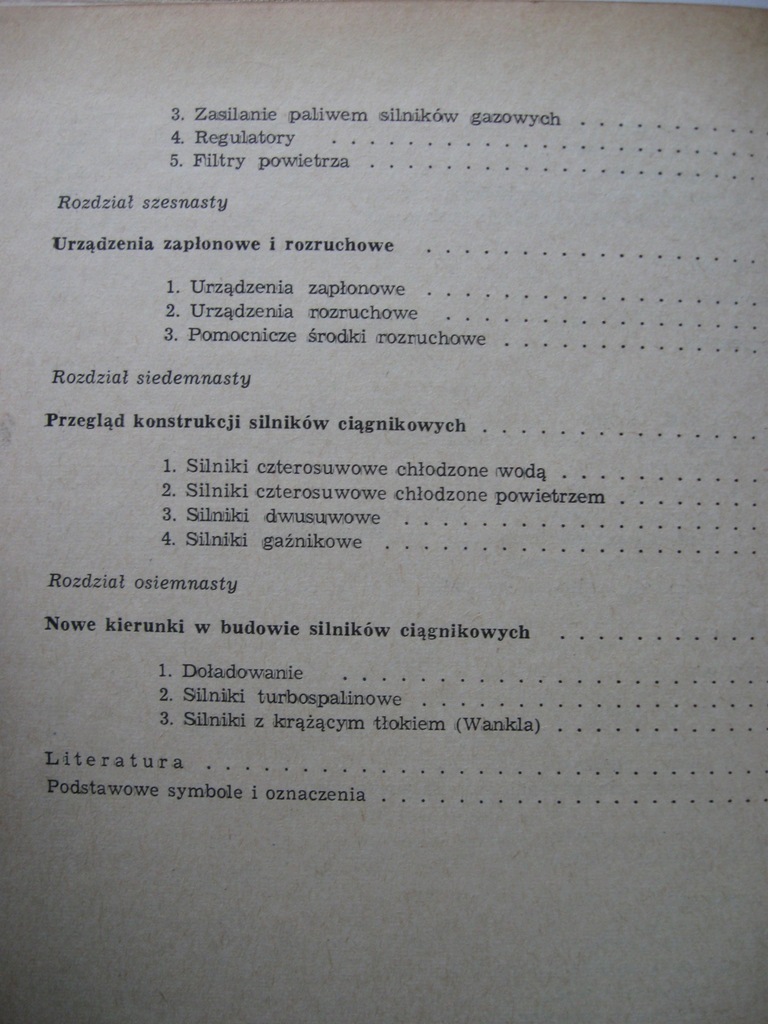 3. Zasilanie paliwem silników gazowych . . . . . . . .
4. Regulatory . . . . . . . . . . . . . . . . . . .
5. Filtry powietrza . . . . . . . . . . . . . . . . . .
Rozdział szesnasty
Urządzenia zapłonowe i rozruchowe . . . . . . . . . . . . . . .
1. Urządzenia zapłonowe . . . . . . . . . . . . . . .
2. Urządzenia rozruchowe . . . . . . . . . . . . . .
3. Pomocnicze środki rozruchowe . . . . . . . . . . . .
Rozdział siedemnasty
Przegląd konstrukcji silników ciągnikowych . . . . . . . . . . . . .
1. Silniki czterosuwowe chłodzone wodą . . . . . . . . .
2. Silniki czterosuwowe chłodzone powietrzem . . . . . . .
3. Silniki dwusuwowe . . . . . . . . . . . . . . . .
4. Silniki gaźnikowe . . . . . . . . . . . . . . . . .
Rozdział osiemnasty
Nowe kierunki w budowie silników ciągnikowych . . . . . . . . . .
1. Doładowanie . . . . . . . . . . . . . . . . . . .
2. Silniki turbospalinowe . . . . . . . . . . . . . . .
3. Silniki z krążącym tłokiem (Wankla) . . . . . . . . .
Literatura . . . . . . . . . . . . . . . . . . . . . . . . .
Podstawowe symbole i oznaczenia . . . . . . . . . . . . . . . . .